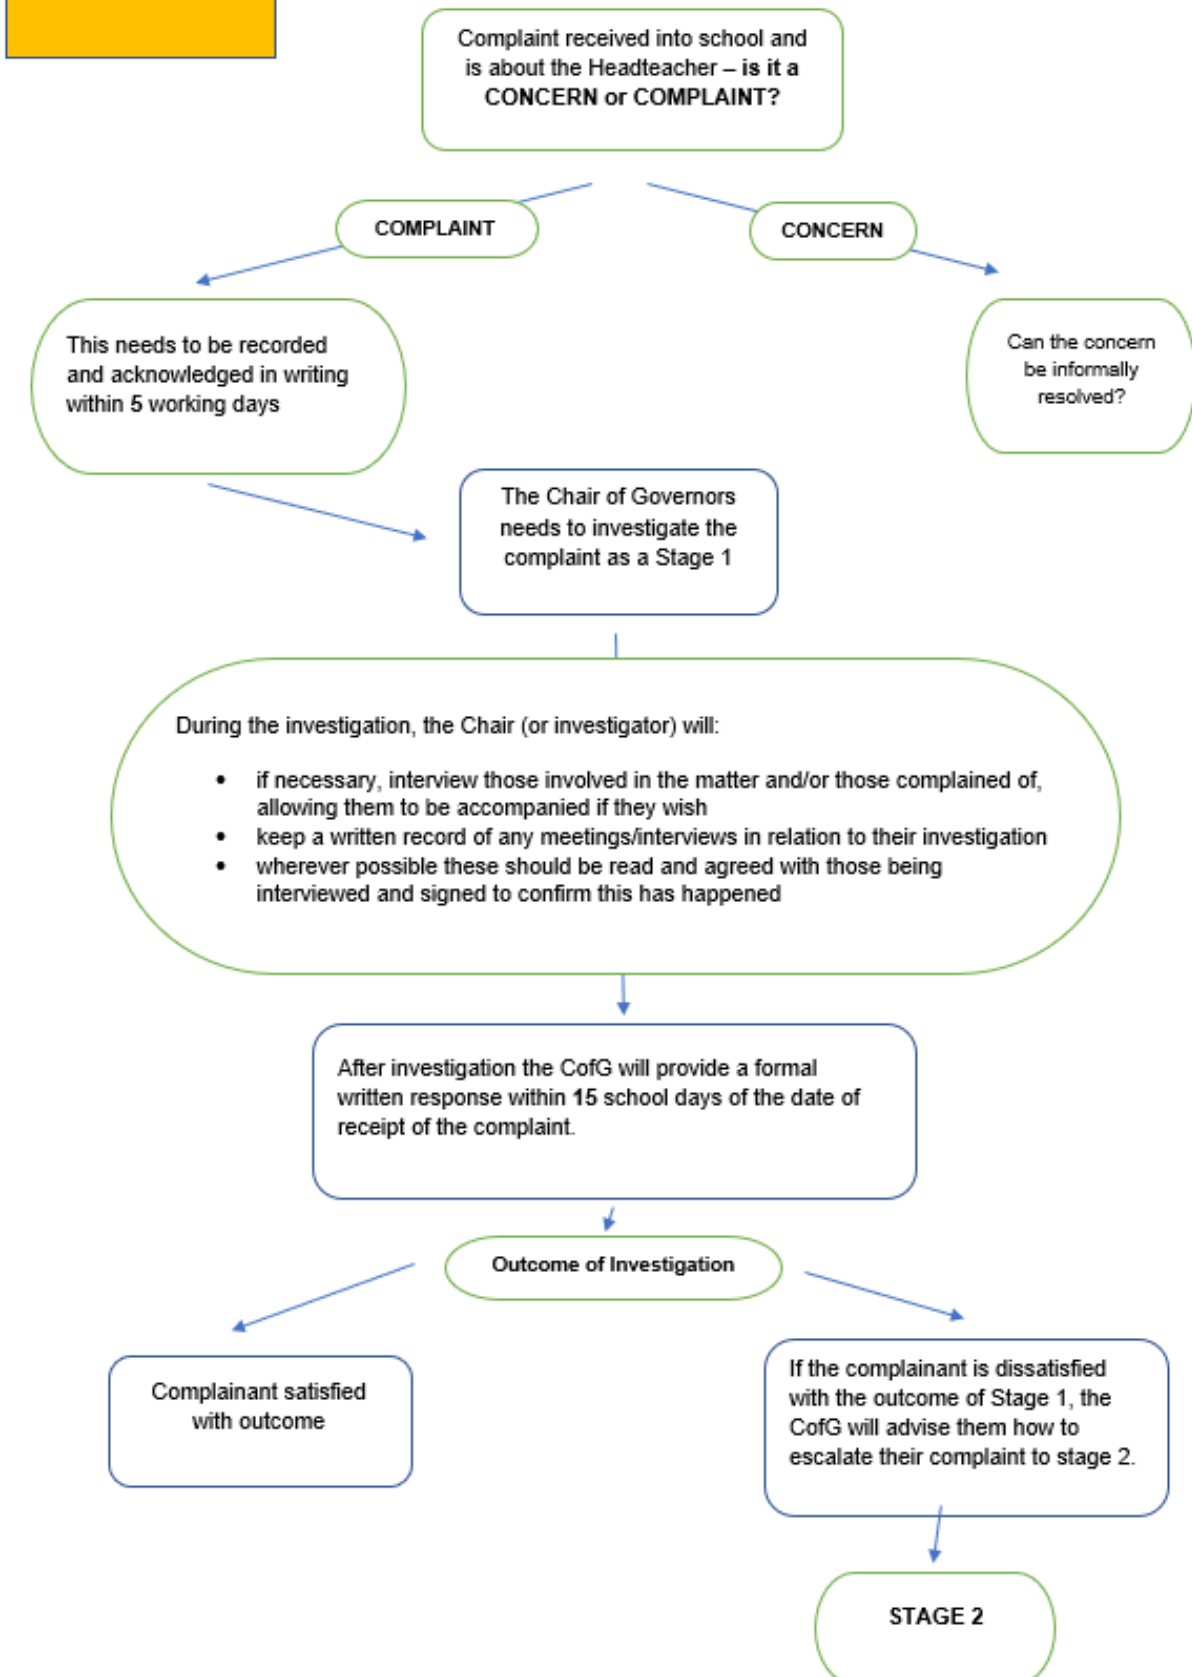 Complaint received into school and
is about the Headteacher – is it a
CONCERN or COMPLAINT?
COMPLAINT
CONCERN
This needs to be recorded
and acknowledged in writing
within 5 working days
Can the concern
be informally
resolved?
The Chair of Governors
needs to investigate the
complaint as a Stage 1
During the investigation, the Chair (or investigator) will:
• if necessary, interview those involved in the matter and/or those complained of,
allowing them to be accompanied if they wish
• keep a written record of any meetings/interviews in relation to their investigation
• wherever possible these should be read and agreed with those being
interviewed and signed to confirm this has happened
After investigation the CofG will provide a formal
written response within 15 school days of the date of
receipt of the complaint.
Outcome of Investigation
Complainant satisfied
with outcome
If the complainant is dissatisfied
with the outcome of Stage 1, the
CofG will advise them how to
escalate their complaint to stage 2.
STAGE 2